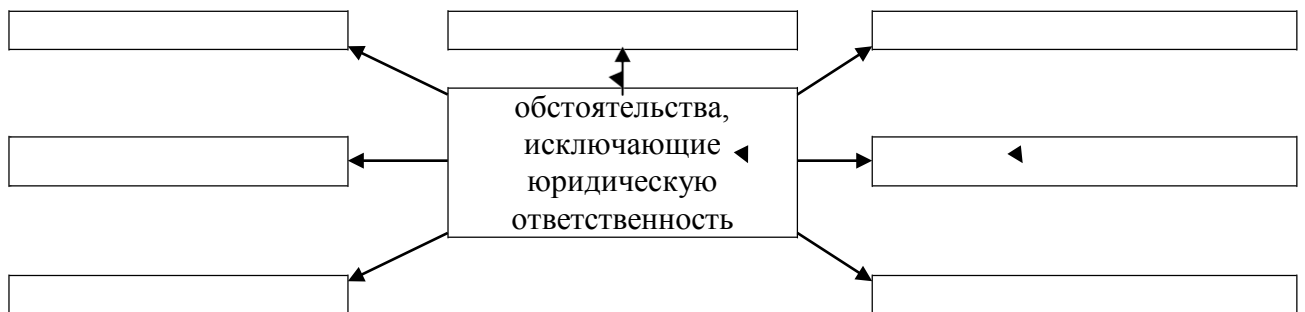 обстоятельства,
исключающие
юридическую
ответственность